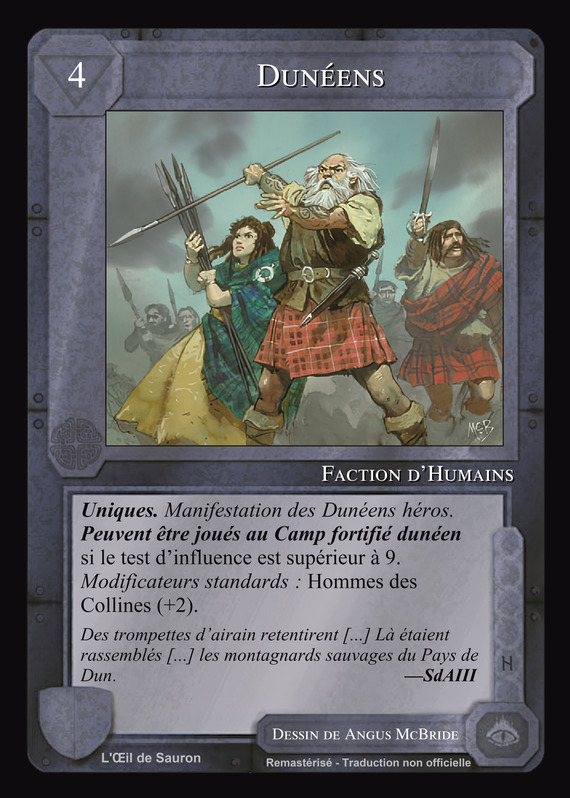 4
Dunéens
McB
Faction d'Humains
Uniques. Manifestation des Dunéens héros.
Peuvent être joués au Camp fortifié dunéen
si le test d'influence est supérieur à 9.
Modificateurs standards : Hommes des
Collines (+2).
Des trompettes d'airain retentirent [...] Là étaient
rassemblés [...] les montagnards sauvages du Pays de
Dun. —SdAIII
Dessin de Angus McBride
L'Œil de Sauron
Remastérisé - Traduction non officielle